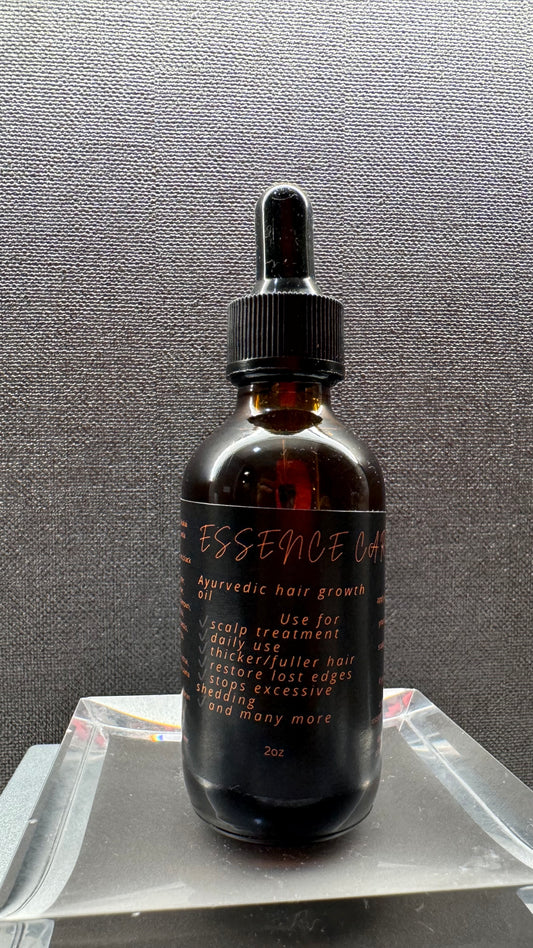 ESSENCE CAR
Ayurvedic hair growth
oil
Use for
✓ scalp treatment
✓ daily use
✓ thicker/fuller hair
✓ restore lost edges
✓ stops excessive
shedding
✓ and many more
2oz